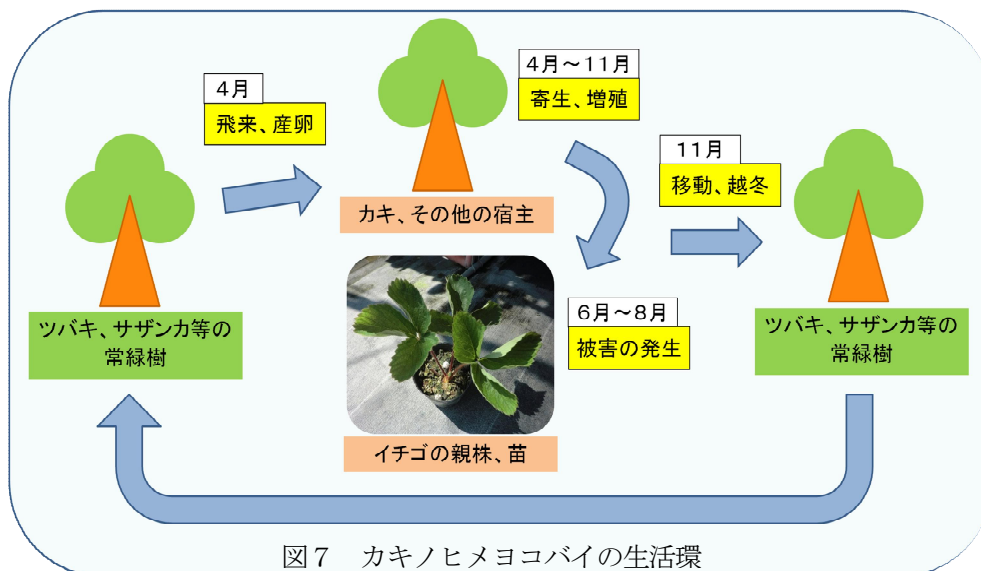 4月
飛来、産卵
4月～11月
寄生、増殖
11月
移動、越冬
カキ、その他の宿主
6月～8月
被害の発生
ツバキ、サザンカ等の
常緑樹
ツバキ、サザンカ等の
常緑樹
イチゴの親株、苗
図７　カキノヒメヨコバイの生活環